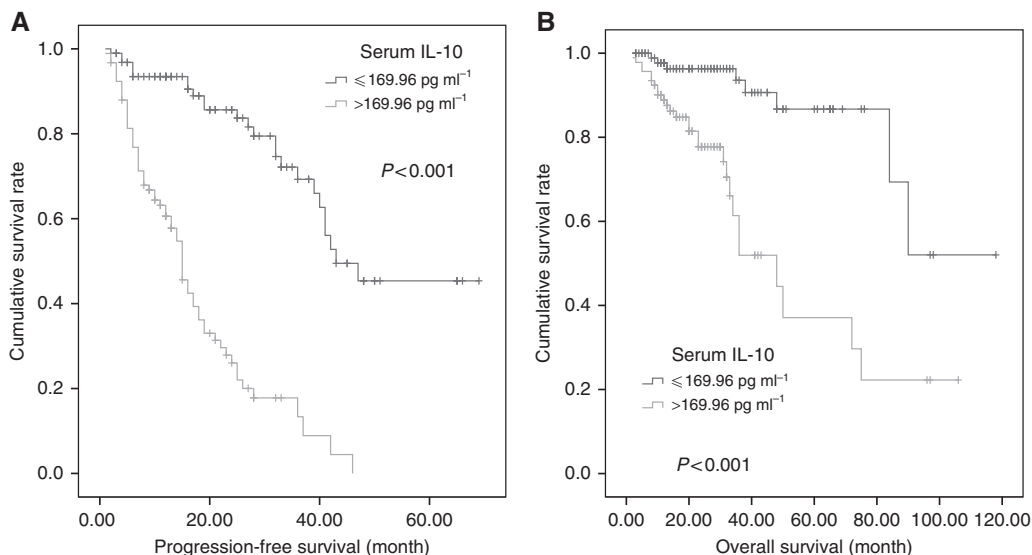 A
Serum IL-10
≤169.96 pg ml⁻¹
>169.96 pg ml⁻¹
P<0.001
Cumulative survival rate
1.0
0.8
0.6
0.4
0.2
0.0
0.00 20.00 40.00 60.00
Progression-free survival (month)
B
Cumulative survival rate
1.0
0.8
0.6
0.4
0.2
0.0
Serum IL-10
≤169.96 pg ml⁻¹
>169.96 pg ml⁻¹
P<0.001
0.00 20.00 40.00 60.00 80.00 100.00 120.00
Overall survival (month)